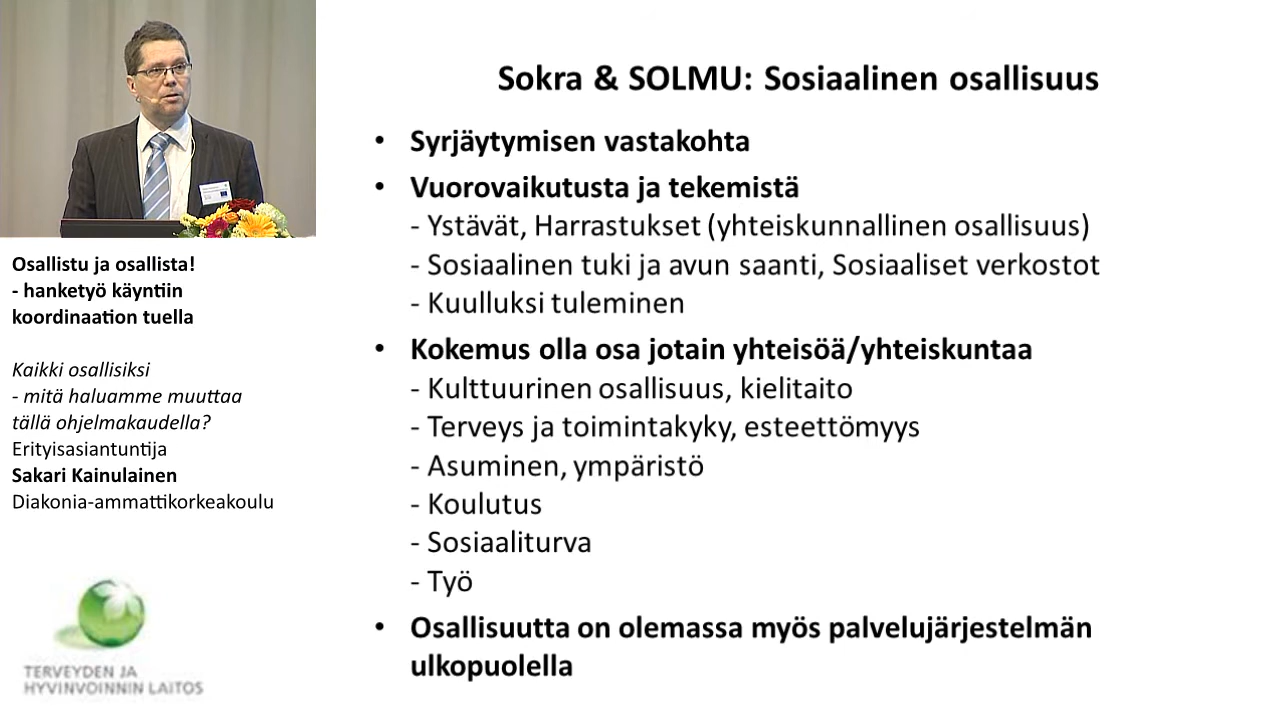 Sokra & SOLMU: Sosiaalinen osallisuus
• Syrjäytymisen vastakohta
• Vuorovaikutusta ja tekemistä
- Ystävät, Harrastukset (yhteiskunnallinen osallisuus)
- Sosiaalinen tuki ja avun saanti, Sosiaaliset verkostot
- Kuulluksi tuleminen
• Kokemus olla osa jotain yhteisöä/yhteiskuntaa
- Kulttuurinen osallisuus, kielitaito
- Terveys ja toimintakyky, esteettömyys
- Asuminen, ympäristö
- Koulutus
- Sosiaaliturva
- Työ
• Osallisuutta on olemassa myös palvelujärjestelmän
ulkopuolella
Osallistu ja osallista!
- hanketyö käyntiin
koordinaation tuella
Kaikki osallisiksi
- mitä haluamme muuttaa
tällä ohjelmakaudella?
Erityisasiantuntija
Sakari Kainulainen
Diakonia-ammattikorkeakoulu
TERVEYDEN JA
HYVINVOINNIN LAITOS